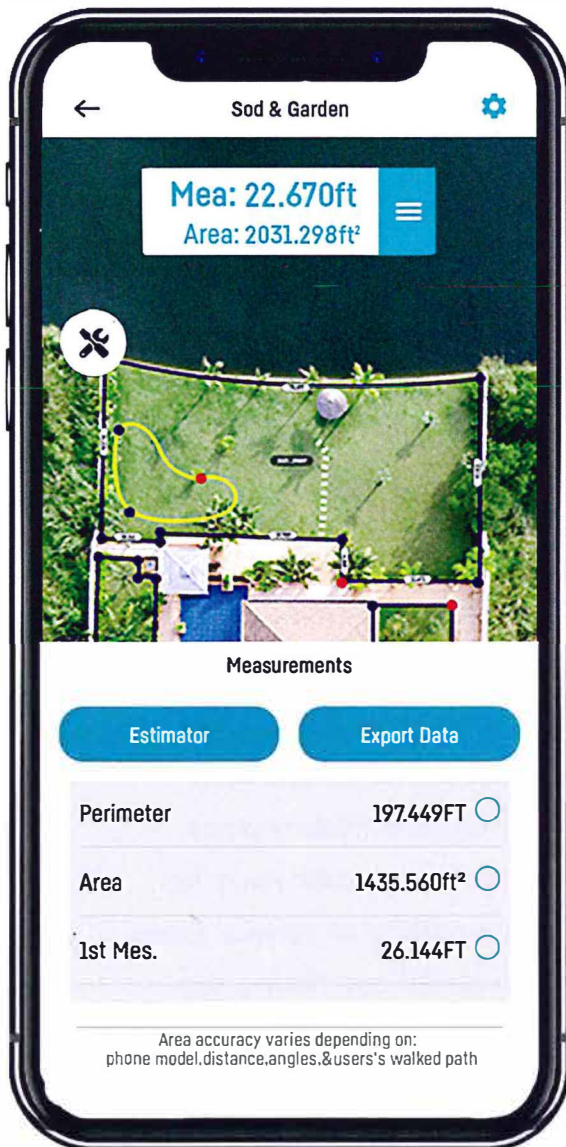 Sod & Garden
Mea: 22.670ft
Area: 2031.298ft²
Measurements
Estimator
Export Data
Perimeter 197.449FT
Area 1435.560ft²
1st Mes. 26.144FT
Area accuracy varies depending on:
phone model,distance,angles,&users's walked path